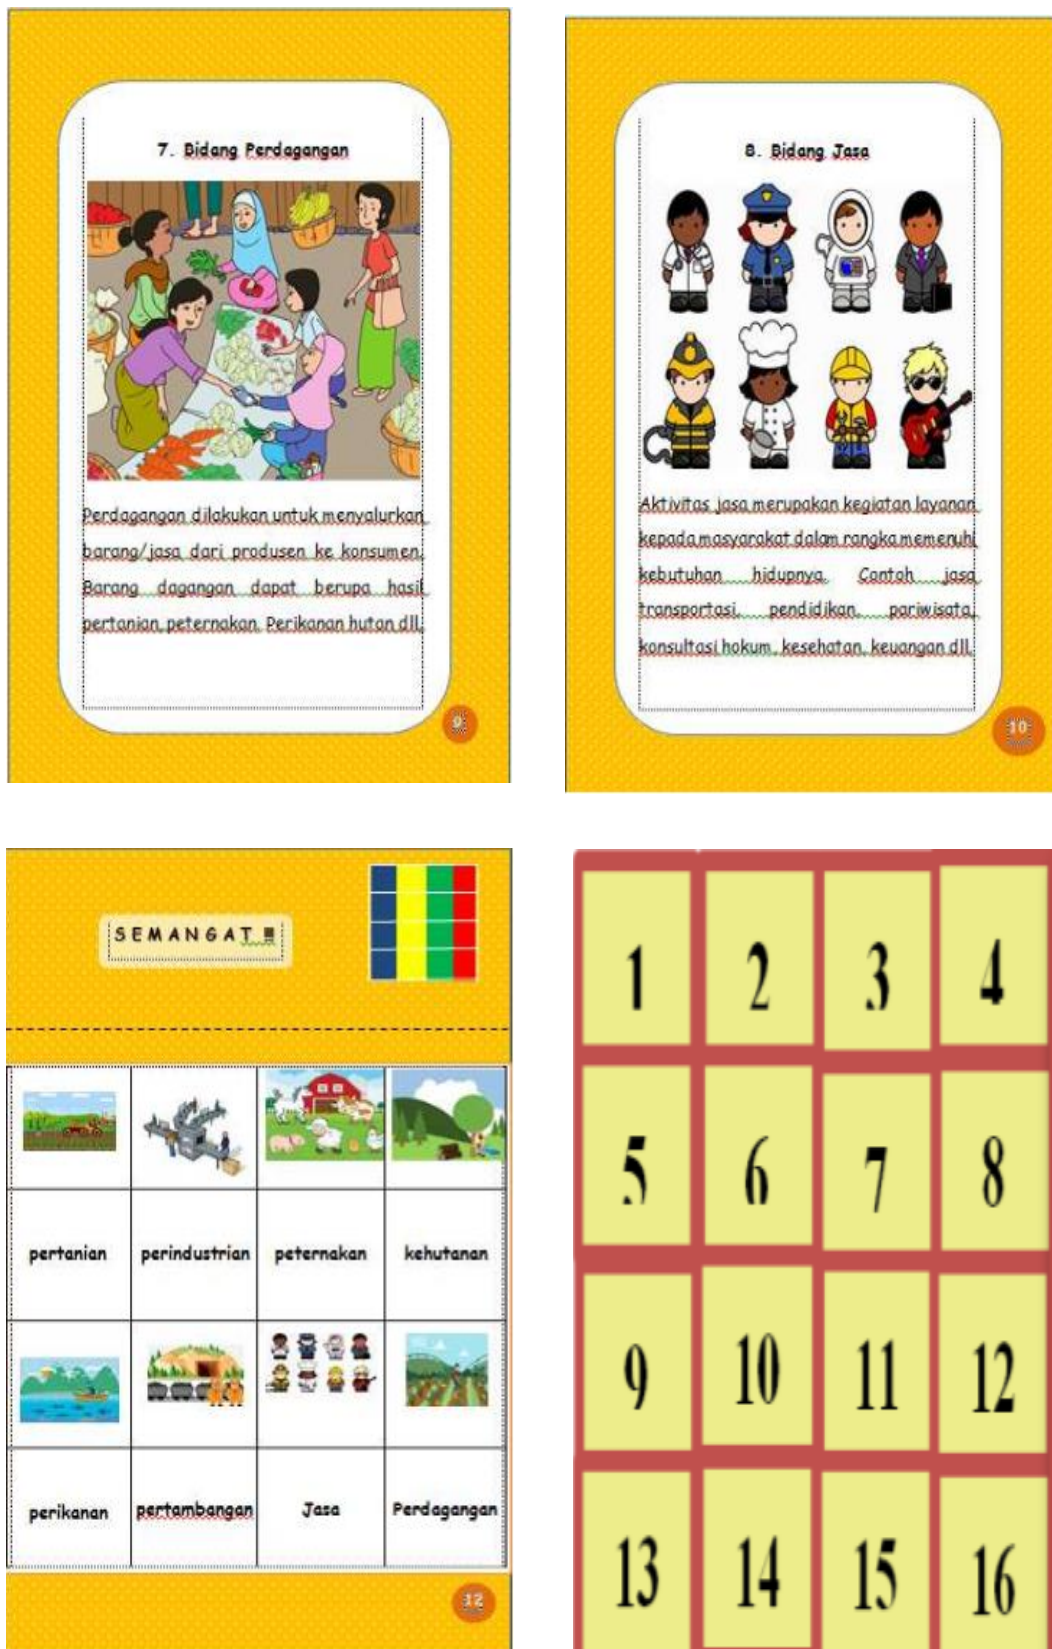 7. Bidang Perdagangan
Perdagangan dilakukan untuk menyalurkan
barang/jasa dari produsen ke konsumen.
Barang dagangan dapat berupa hasil
pertanian, peternakan. Perikanan hutan dll.
9
8. Bidang Jasa
Aktivitas jasa merupakan kegiatan layanan
kepada masyarakat dalam rangka memenuhi
kebutuhan hidupnya. Contoh jasa
transportasi, pendidikan, pariwisata,
konsultasi hokum, kesehatan, keuangan dll.
10
SEMANGAT !!!
pertanian perindustrian peternakan kehutanan
perikanan pertambangan Jasa Perdagangan
12
1 2 3 4
5 6 7 8
9 10 11 12
13 14 15 16